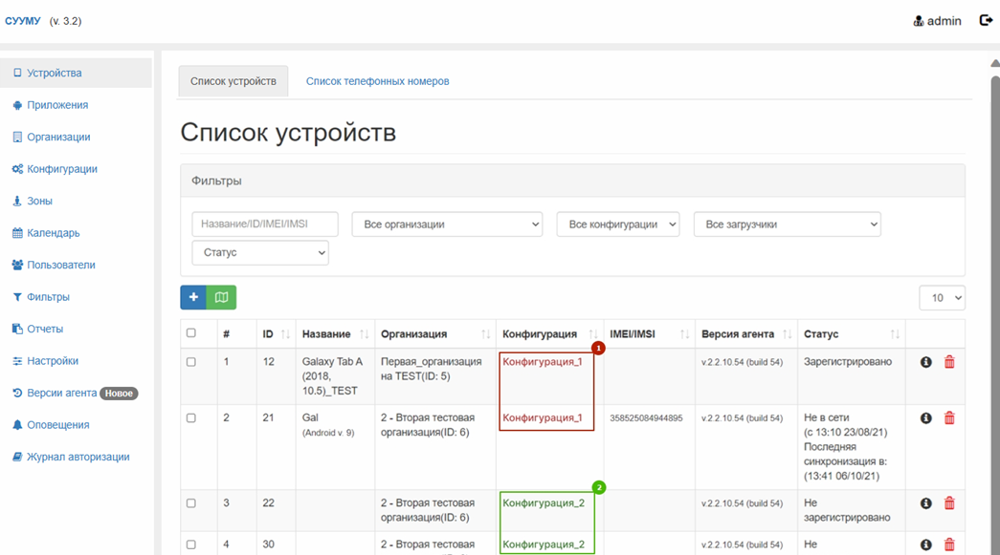 СУУМУ (v. 3.2) admin
Устройства
Приложения
Организации
Конфигурации
Зоны
Календарь
Пользователи
Фильтры
Отчеты
Настройки
Версии агента Новое
Оповещения
Журнал авторизации
Список устройств Список телефонных номеров
Список устройств
Фильтры
Название/ID/IMEI/IMSI Все организации Все конфигурации Все загрузчики
Статус
+ 10
# ID Название Организация Конфигурация IMEI/IMSI Версия агента Статус
1
1 12 Galaxy Tab A Первая_организация Конфигурация_1 v.2.2.10.54 (build 54) Зарегистрировано
(2018, на TEST(ID: 5)
10.5)_TEST
2 21 Gal 2 - Вторая тестовая Конфигурация_1 358525084944895 v.2.2.10.54 (build 54) Не в сети
(Android v. 9) организация(ID: 6) (с 13:10 23/08/21)
Последняя
синхронизация в:
(13:41 06/10/21)
2
3 22 2 - Вторая тестовая Конфигурация_2 v.2.2.10.54 (build 54) Не
организация(ID: 6) зарегистрировано
4 30 2 - Вторая тестовая Конфигурация_2 v.2.2.10.54 (build 54) Не